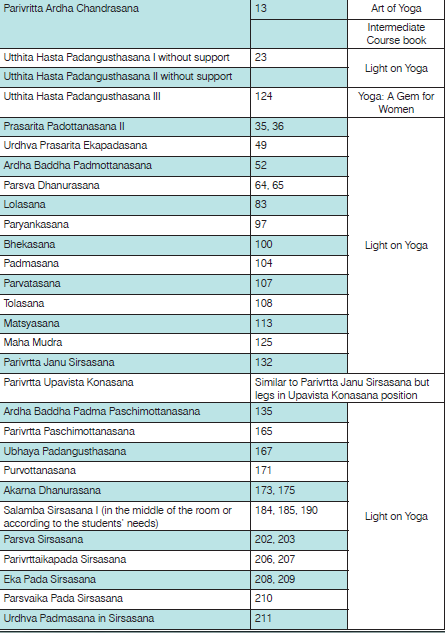 Parivritta Ardha Chandrasana 13 Art of Yoga
Intermediate
Course book
Utthita Hasta Padangusthasana I without support 23 Light on Yoga
Utthita Hasta Padangusthasana II without support
Utthita Hasta Padangusthasana III 124 Yoga: A Gem for
Women
Prasarita Padottanasana II 35, 36
Urdhva Prasarita Ekapadasana 49
Ardha Baddha Padmottanasana 52
Parsva Dhanurasana 64, 65
Lolasana 83
Paryankasana 97
Bhekasana 100 Light on Yoga
Padmasana 104
Parvatasana 107
Tolasana 108
Matsyasana 113
Maha Mudra 125
Parivrtta Janu Sirsasana 132
Parivrtta Upavista Konasana Similar to Parivrtta Janu Sirsasana but
legs in Upavista Konasana position
Ardha Baddha Padma Paschimottanasana 135
Parivrtta Paschimottanasana 165
Ubhaya Padangusthasana 167
Purvottanasana 171
Akarna Dhanurasana 173, 175
Salamba Sirsasana I (in the middle of the room or 184, 185, 190
according to the students' needs) Light on Yoga
Parsva Sirsasana 202, 203
Parivrttaikapada Sirsasana 206, 207
Eka Pada Sirsasana 208, 209
Parsvaika Pada Sirsasana 210
Urdhva Padmasana in Sirsasana 211